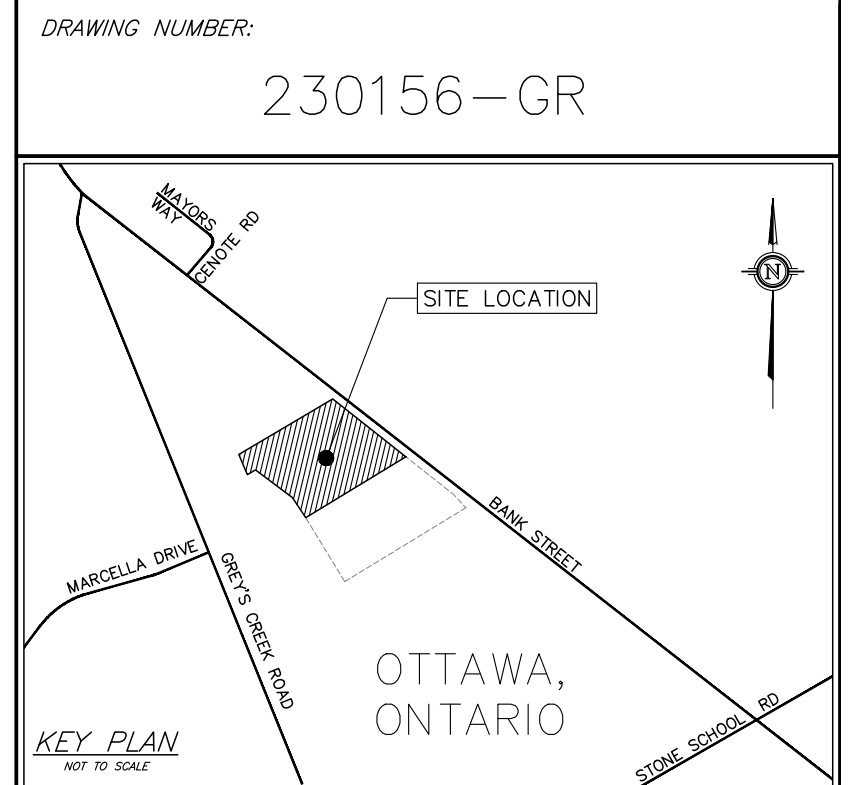 DRAWING NUMBER:
230156-GR
MAYORS
WAY
CENOTE RD
SITE LOCATION
N
BANK STREET
MARCELLA DRIVE
GREY'S CREEK ROAD
OTTAWA,
ONTARIO
STONE SCHOOL RD
KEY PLAN
NOT TO SCALE